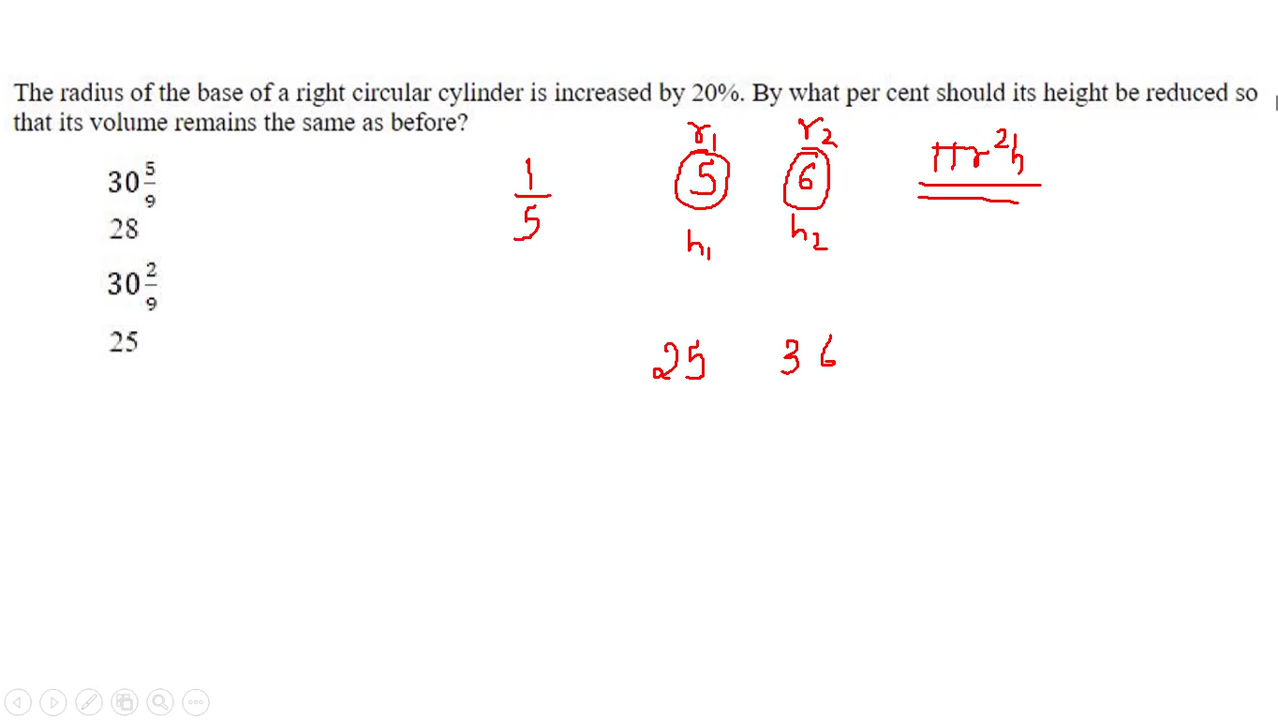 The radius of the base of a right circular cylinder is increased by 20%. By what per cent should its height be reduced so
that its volume remains the same as before?
30 5/9
28
30 2/9
25
1/5
r1 r2
5 6
h1 h2
πr²h
25 36